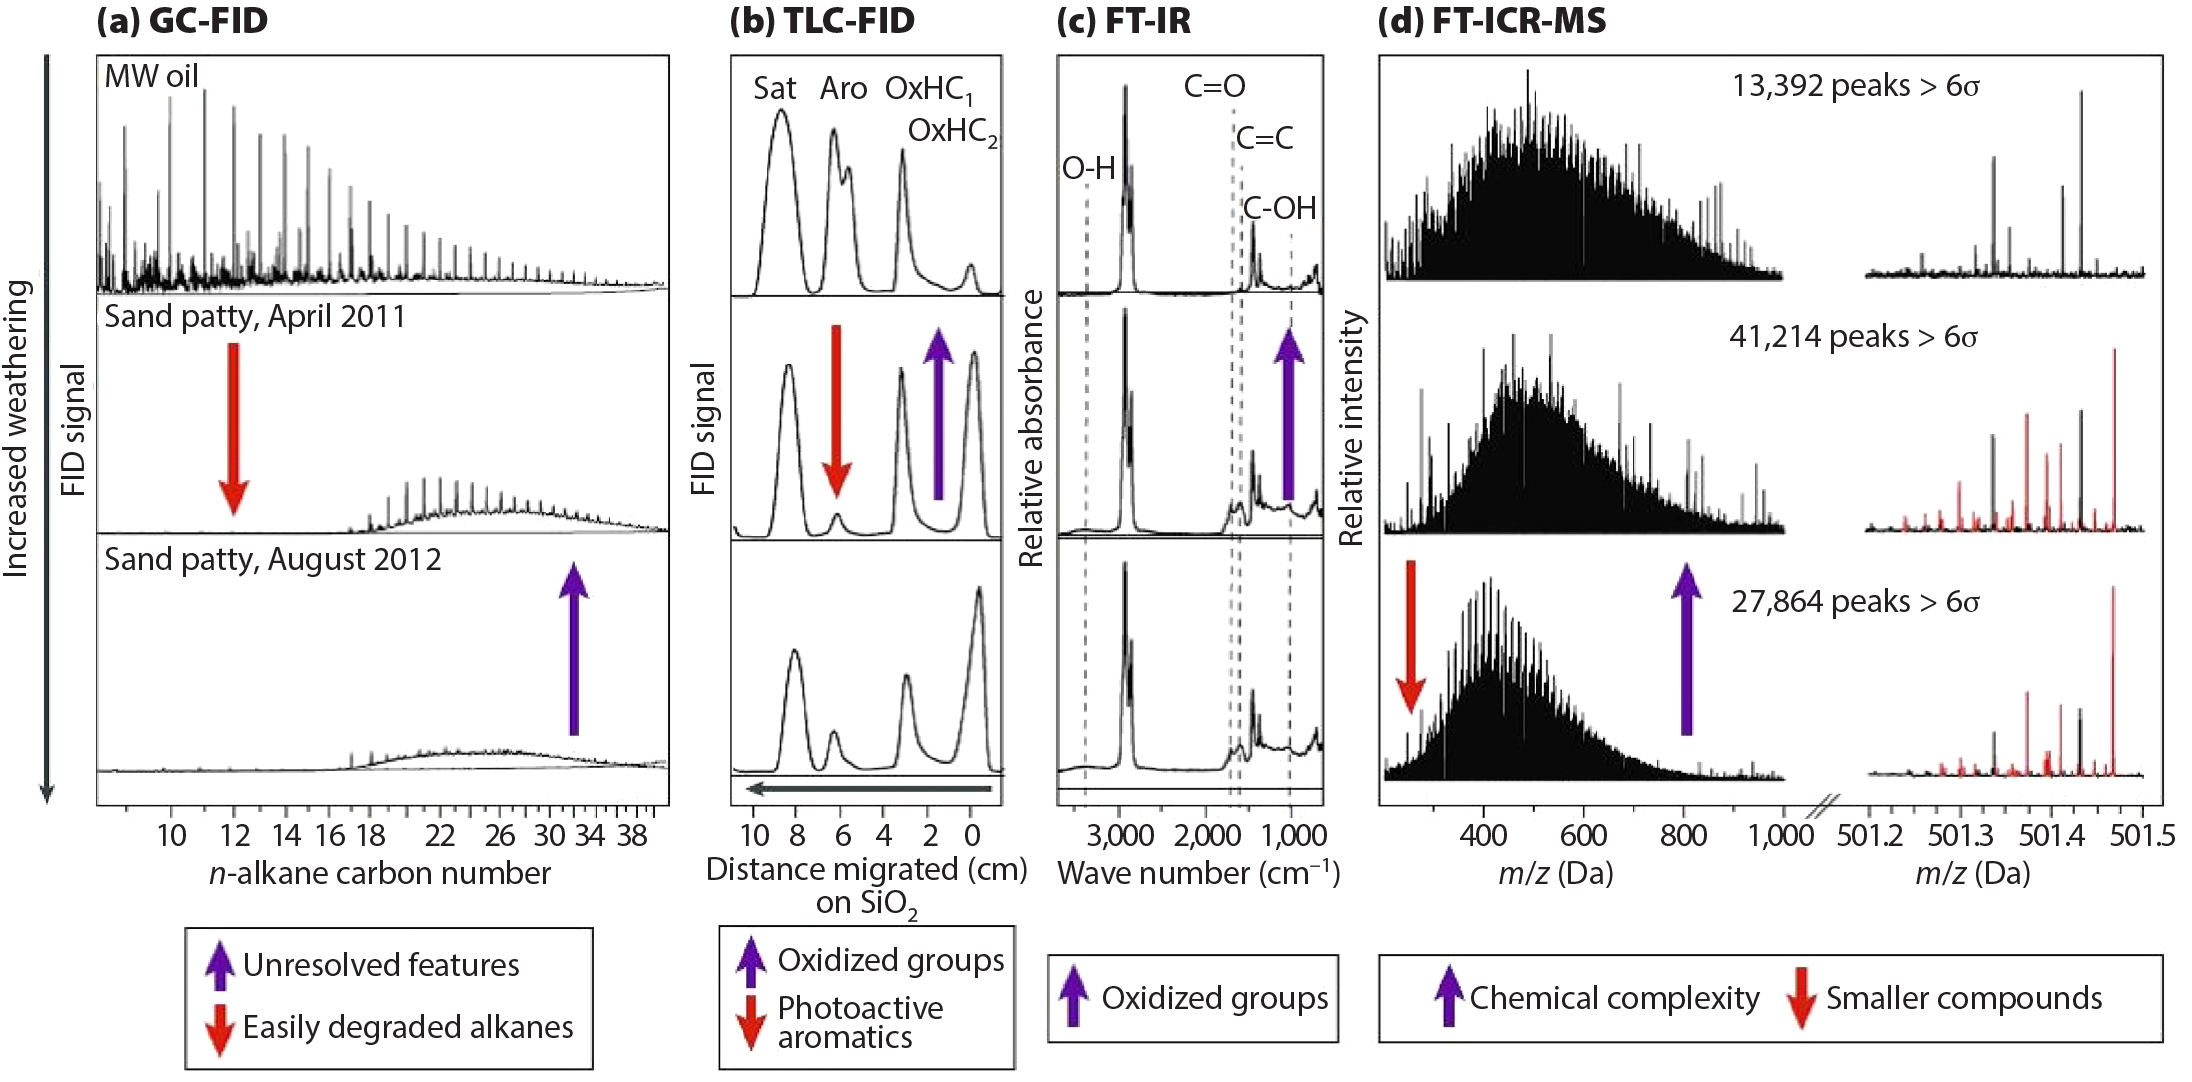 (a) GC-FID
(b) TLC-FID
(c) FT-IR
(d) FT-ICR-MS
Increased weathering
FID signal
MW oil
Sand patty, April 2011
Sand patty, August 2012
10 12 14 16 18 22 26 30 34 38
n-alkane carbon number
Unresolved features
Easily degraded alkanes
FID signal
Sat Aro OxHC1
OxHC2
10 8 6 4 2 0
Distance migrated (cm)
on SiO2
Oxidized groups
Photoactive
aromatics
Relative absorbance
C=O
C=C
O-H
C-OH
3,000 2,000 1,000
Wave number (cm−1)
Oxidized groups
Relative intensity
13,392 peaks > 6σ
41,214 peaks > 6σ
27,864 peaks > 6σ
400 600 800 1,000 501.2 501.3 501.4 501.5
m/z (Da) m/z (Da)
Chemical complexity Smaller compounds